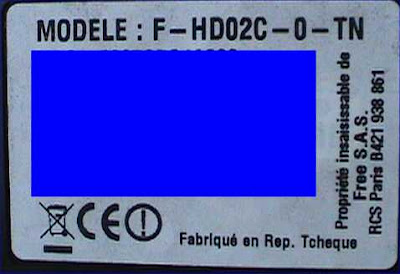 MODELE : F-HD02C-0-TN
CE
Fabriqué en Rep. Tcheque
Propriété insaisissable de
Free S.A.S.
RCS Paris B421 938 861